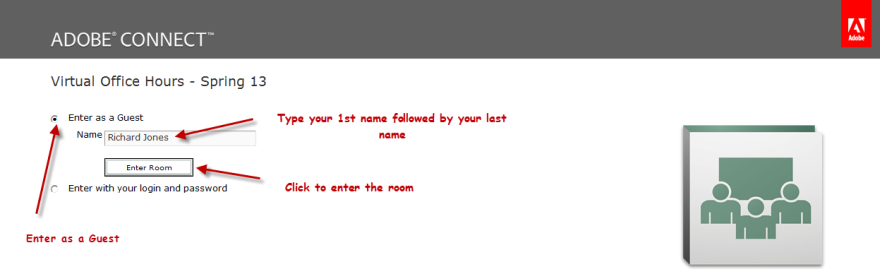 ADOBE® CONNECT™
Adobe
Virtual Office Hours - Spring 13
Enter as a Guest
Type your 1st name followed by your last
name
Name
Richard Jones
Enter Room
Enter with your login and password
Click to enter the room
Enter as a Guest